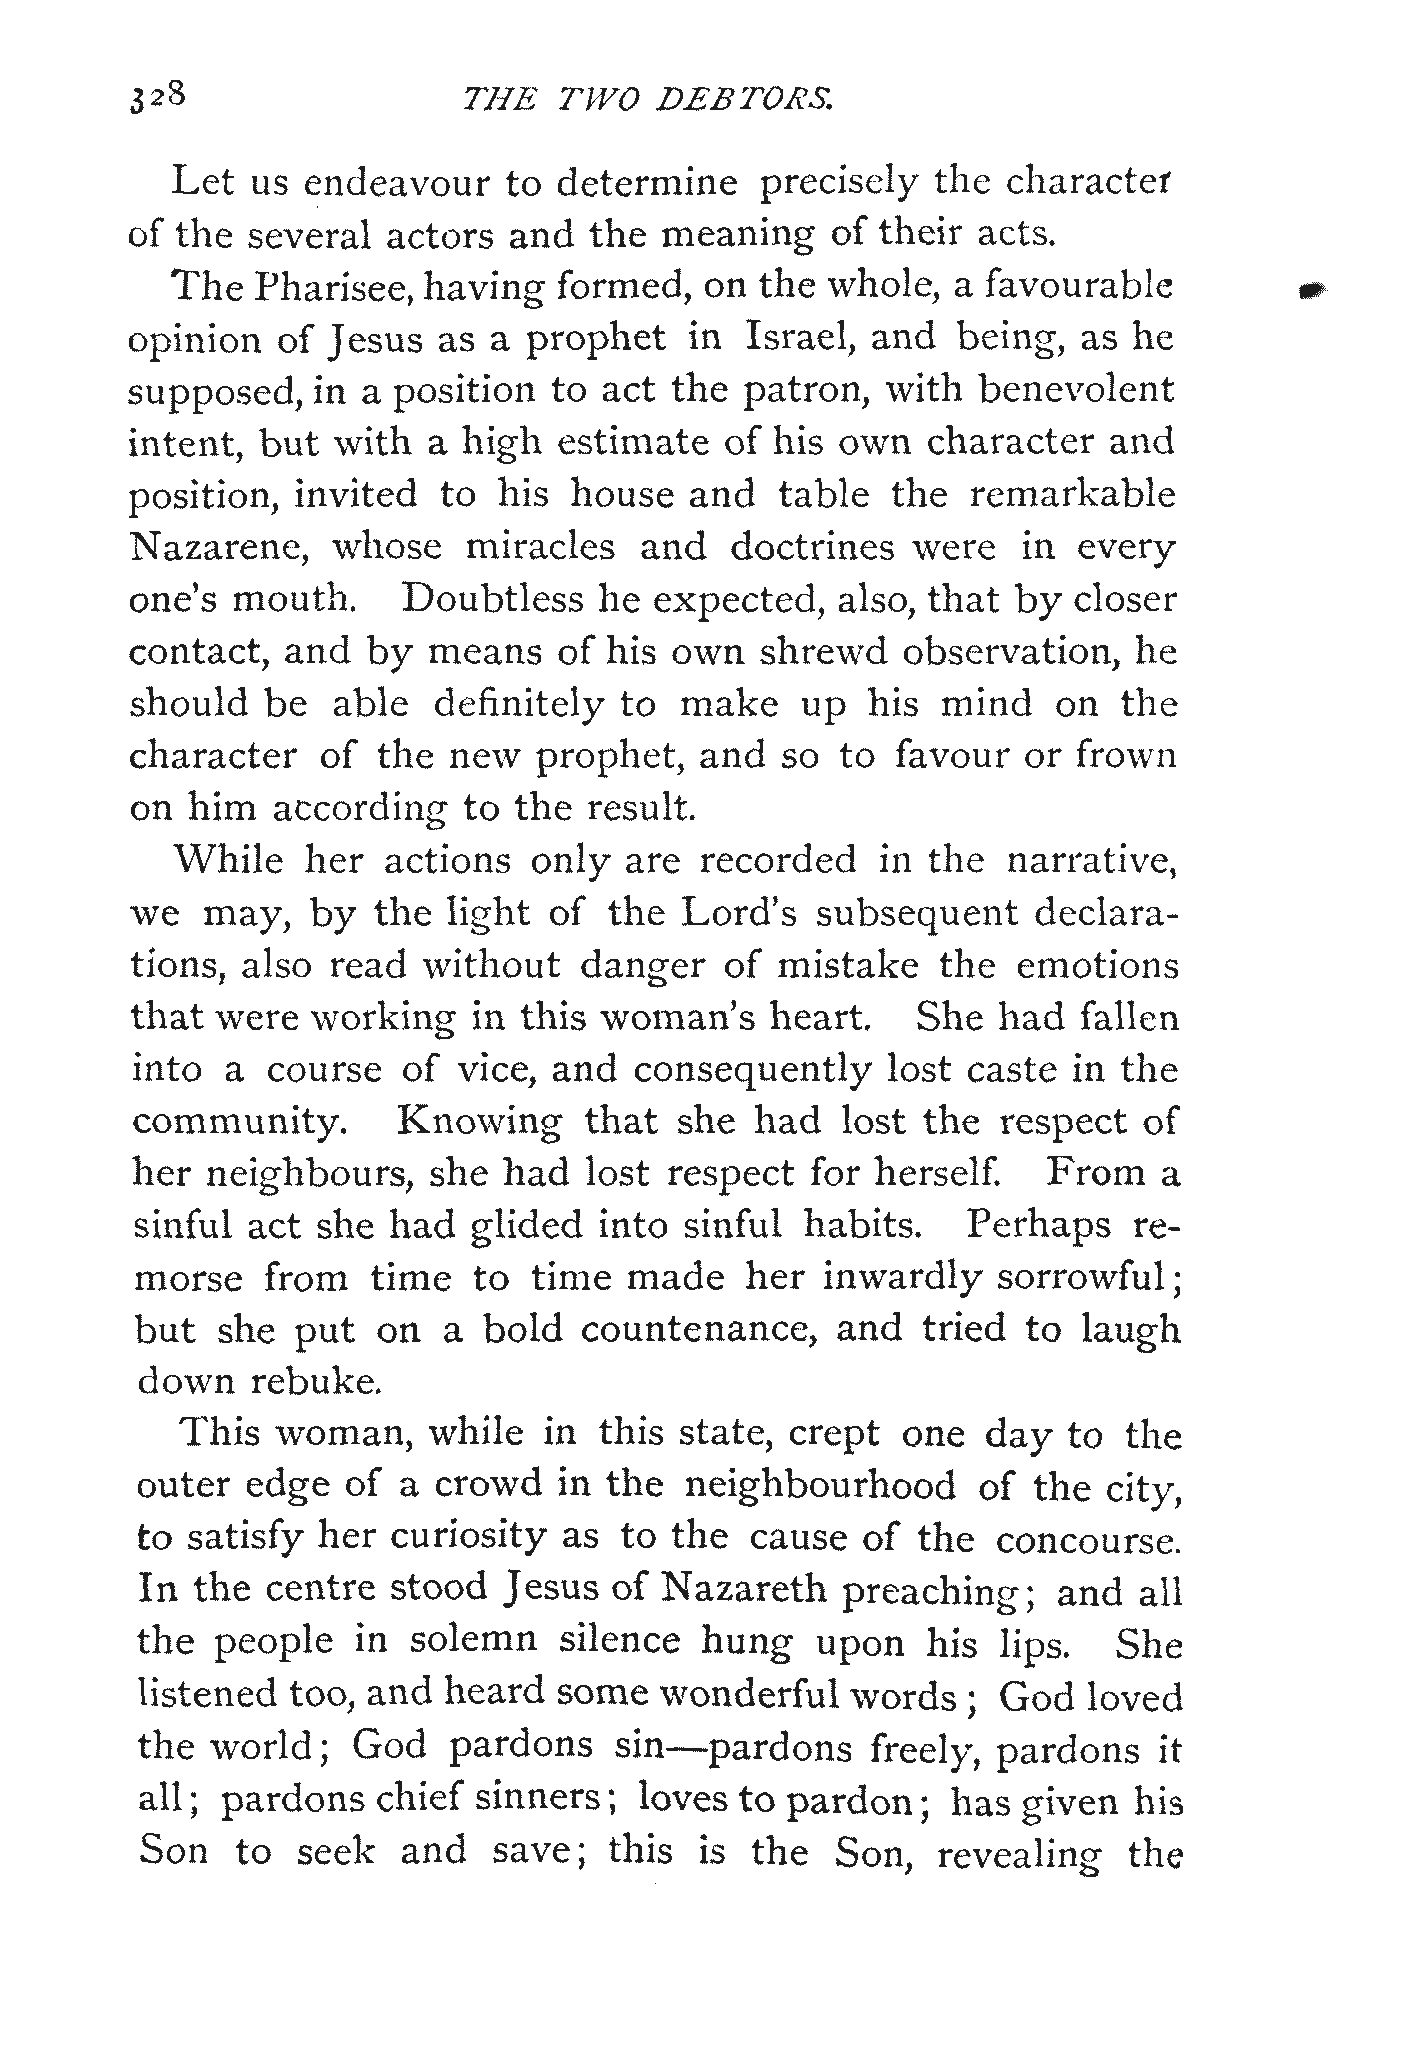 328 THE TWO DEBTORS.
Let us endeavour to determine precisely the character
of the several actors and the meaning of their acts.
The Pharisee, having formed, on the whole, a favourable
opinion of Jesus as a prophet in Israel, and being, as he
supposed, in a position to act the patron, with benevolent
intent, but with a high estimate of his own character and
position, invited to his house and table the remarkable
Nazarene, whose miracles and doctrines were in every
one's mouth. Doubtless he expected, also, that by closer
contact, and by means of his own shrewd observation, he
should be able definitely to make up his mind on the
character of the new prophet, and so to favour or frown
on him according to the result.
While her actions only are recorded in the narrative,
we may, by the light of the Lord's subsequent declara-
tions, also read without danger of mistake the emotions
that were working in this woman's heart. She had fallen
into a course of vice, and consequently lost caste in the
community. Knowing that she had lost the respect of
her neighbours, she had lost respect for herself. From a
sinful act she had glided into sinful habits. Perhaps re-
morse from time to time made her inwardly sorrowful;
but she put on a bold countenance, and tried to laugh
down rebuke.
This woman, while in this state, crept one day to the
outer edge of a crowd in the neighbourhood of the city,
to satisfy her curiosity as to the cause of the concourse.
In the centre stood Jesus of Nazareth preaching; and all
the people in solemn silence hung upon his lips. She
listened too, and heard some wonderful words; God loved
the world; God pardons sin—pardons freely, pardons it
all; pardons chief sinners; loves to pardon; has given his
Son to seek and save; this is the Son, revealing the